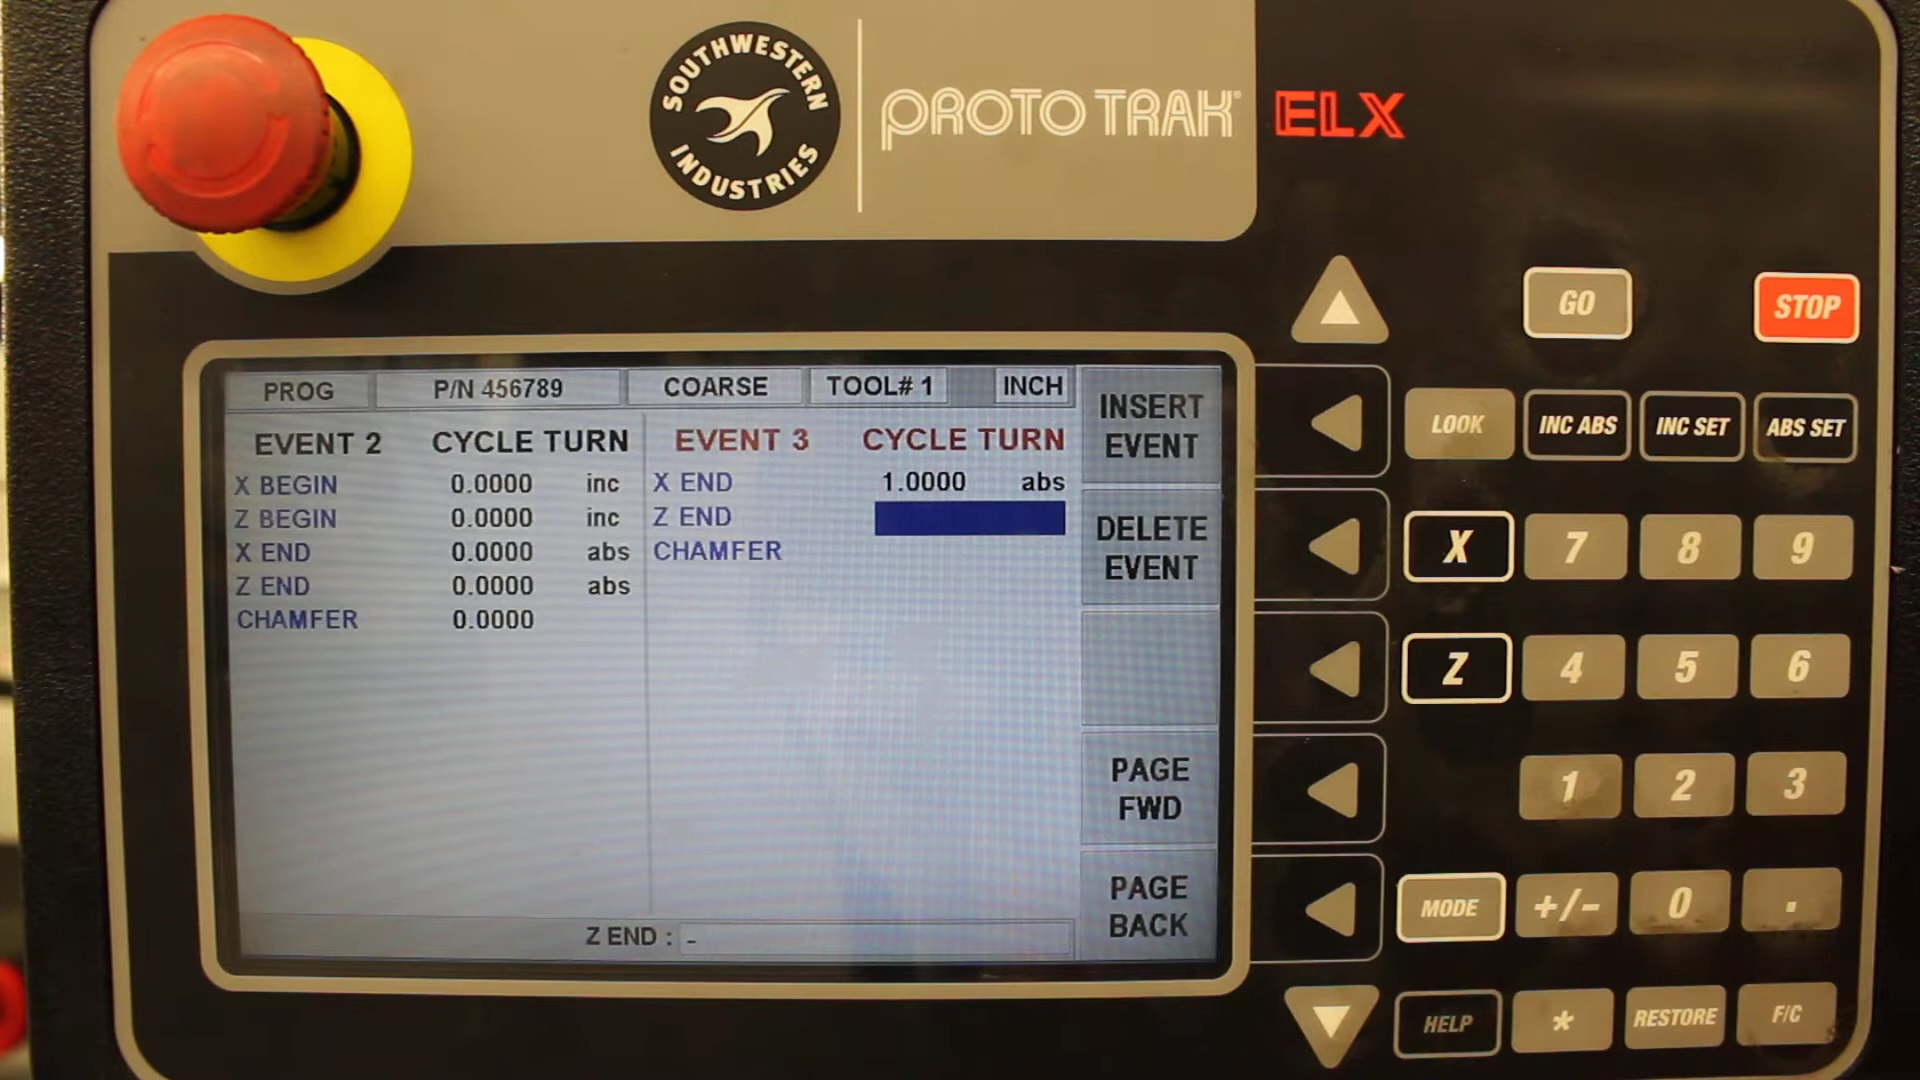 SOUTHWESTERN INDUSTRIES
PROTO TRAK® ELX
PROG P/N 456789 COARSE TOOL# 1 INCH
EVENT 2 CYCLE TURN
X BEGIN 0.0000 inc
Z BEGIN 0.0000 inc
X END 0.0000 abs
Z END 0.0000 abs
CHAMFER 0.0000
EVENT 3 CYCLE TURN
X END 1.0000 abs
Z END
CHAMFER
Z END : -
INSERT
EVENT
DELETE
EVENT
PAGE
FWD
PAGE
BACK
GO STOP
LOOK INC ABS INC SET ABS SET
X 7 8 9
Z 4 5 6
1 2 3
MODE +/- 0 .
HELP * RESTORE F/C